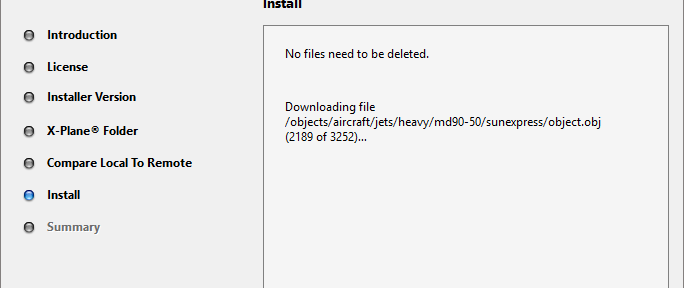 Install
Introduction
License
Installer Version
X-Plane® Folder
Compare Local To Remote
Install
Summary
No files need to be deleted.
Downloading file
/objects/aircraft/jets/heavy/md90-50/sunexpress/object.obj
(2189 of 3252)...